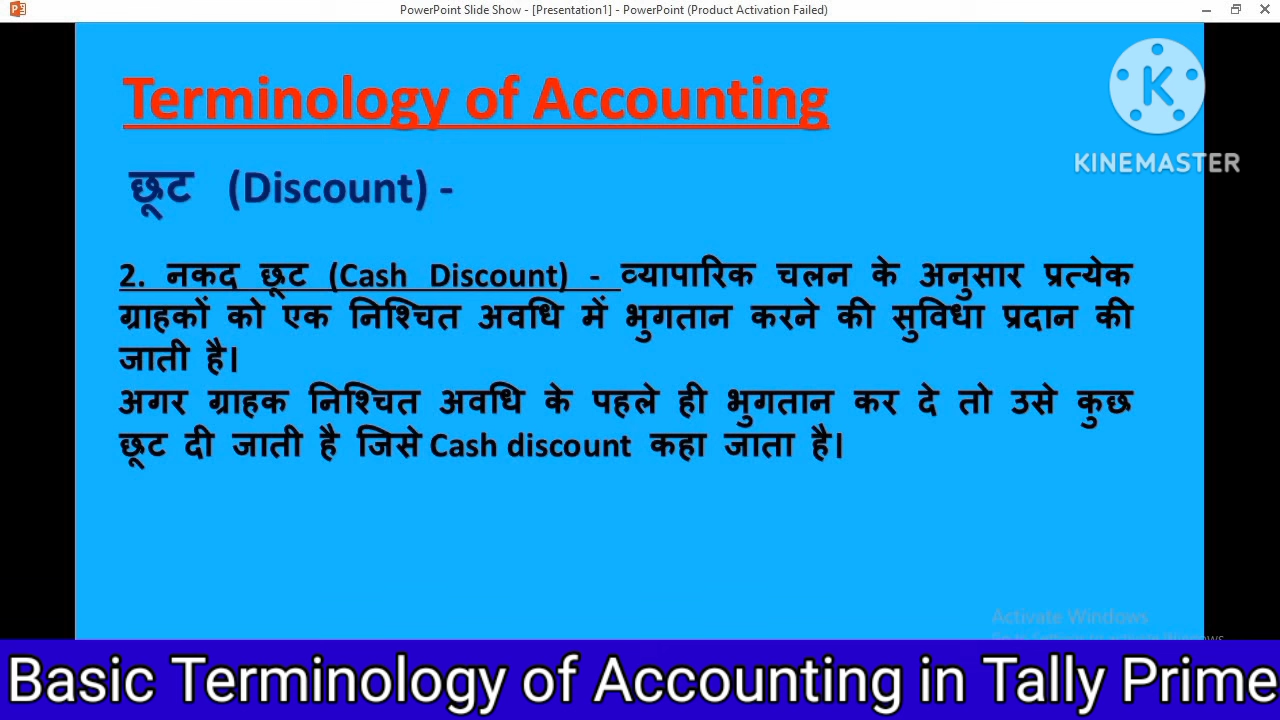 PowerPoint Slide Show - [Presentation1] - PowerPoint (Product Activation Failed)
Terminology of Accounting
KINEMASTER
छूट (Discount) -
2. नकद छूट (Cash Discount) - व्यापारिक चलन के अनुसार प्रत्येक
ग्राहकों को एक निश्चित अवधि में भुगतान करने की सुविधा प्रदान की
जाती है।
अगर ग्राहक निश्चित अवधि के पहले ही भुगतान कर दे तो उसे कुछ
छूट दी जाती है जिसे Cash discount कहा जाता है।
Activate Windows
Basic Terminology of Accounting in Tally Prime